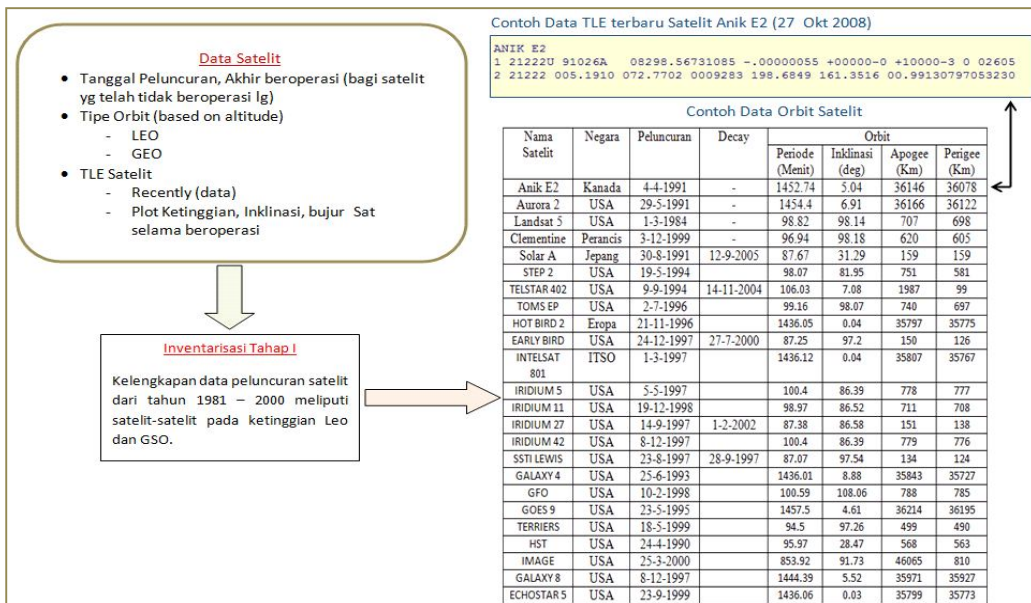 Data Satelit
• Tanggal Peluncuran, Akhir beroperasi (bagi satelit
yg telah tidak beroperasi lg)
• Tipe Orbit (based on altitude)
- LEO
- GEO
• TLE Satelit
- Recently (data)
- Plot Ketinggian, Inklinasi, bujur Sat
selama beroperasi
Inventarisasi Tahap I
Kelengkapan data peluncuran satelit
dari tahun 1981 – 2000 meliputi
satelit-satelit pada ketinggian Leo
dan GSO.
Contoh Data TLE terbaru Satelit Anik E2 (27 Okt 2008)
ANIK E2
1 21222U 91026A 08298.56731085 -.00000055 +00000-0 +10000-3 0 02605
2 21222 005.1910 072.7702 0009283 198.6849 161.3516 00.99130797053230
Contoh Data Orbit Satelit
Nama Negara Peluncuran Decay Orbit
Satelit Periode Inklinasi Apogee Perigee
(Menit) (deg) (Km) (Km)
Anik E2 Kanada 4-4-1991 - 1452.74 5.04 36146 36078
Aurora 2 USA 29-5-1991 - 1454.4 6.91 36166 36122
Landsat 5 USA 1-3-1984 - 98.82 98.14 707 698
Clementine Perancis 3-12-1999 - 96.94 98.18 620 605
Solar A Jepang 30-8-1991 12-9-2005 87.67 31.29 159 159
STEP 2 USA 19-5-1994 98.07 81.95 751 581
TELSTAR 402 USA 9-9-1994 14-11-2004 106.03 7.08 1987 99
TOMS EP USA 2-7-1996 99.16 98.07 740 697
HOT BIRD 2 Eropa 21-11-1996 1436.05 0.04 35797 35775
EARLY BIRD USA 24-12-1997 27-7-2000 87.25 97.2 150 126
INTELSAT ITSO 1-3-1997 1436.12 0.04 35807 35767
801
IRIDIUM 5 USA 5-5-1997 100.4 86.39 778 777
IRIDIUM 11 USA 19-12-1998 98.97 86.52 711 708
IRIDIUM 27 USA 14-9-1997 1-2-2002 87.38 86.58 151 138
IRIDIUM 42 USA 8-12-1997 100.4 86.39 779 776
SSTI LEWIS USA 23-8-1997 28-9-1997 87.07 97.54 134 124
GALAXY 4 USA 25-6-1993 1436.01 8.88 35843 35727
GFO USA 10-2-1998 100.59 108.06 788 785
GOES 9 USA 23-5-1995 1457.5 4.61 36214 36195
TERRIERS USA 18-5-1999 94.5 97.26 499 490
HST USA 24-4-1990 95.97 28.47 568 563
IMAGE USA 25-3-2000 853.92 91.73 46065 810
GALAXY 8 USA 8-12-1997 1444.39 5.52 35971 35927
ECHOSTAR 5 USA 23-9-1999 1436.06 0.03 35799 35773